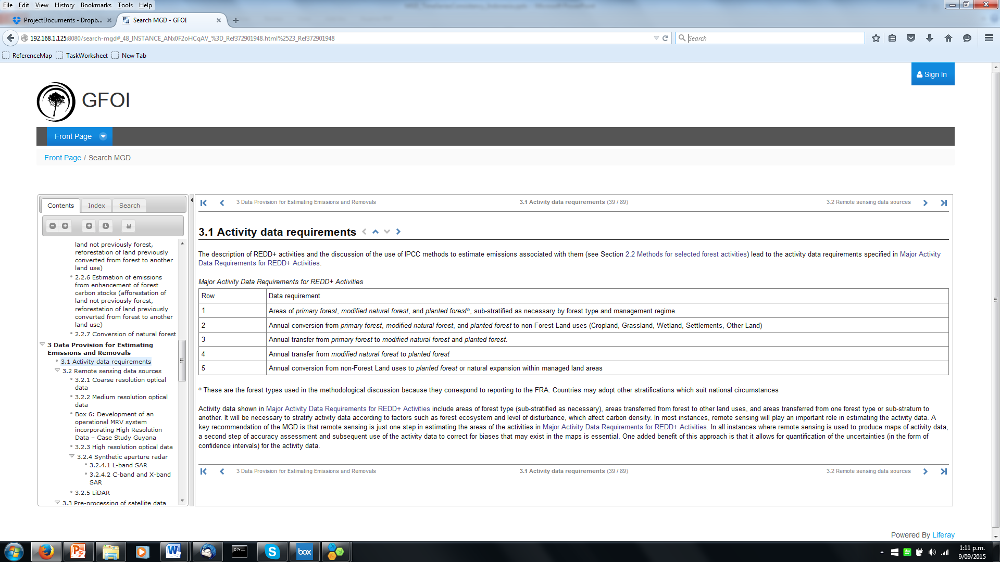 File Edit View History Bookmarks Tools Help
ProjectDocuments - Dropb...
Search MGD - GFOI
192.168.1.125:8080/search-mgd#_48_INSTANCE_ANx0F2oHCqAV_%3D_Ref372901948.html%2523_Ref372901948
Search
ReferenceMap TaskWorksheet New Tab
Sign In
GFOI
Front Page
Front Page / Search MGD
Contents Index Search
land not previously forest,
reforestation of land previously
converted from forest to another
land use)
2.2.6 Estimation of emissions
from enhancement of forest
carbon stocks (afforestation of
land not previously forest,
reforestation of land previously
converted from forest to another
land use)
2.2.7 Conversion of natural forest
3 Data Provision for Estimating
Emissions and Removals
3.1 Activity data requirements
3.2 Remote sensing data sources
3.2.1 Coarse resolution optical
data
3.2.2 Medium resolution optical
data
Box 6: Development of an
operational MRV system
incorporating High Resolution
Data – Case Study Guyana
3.2.3 High resolution optical data
3.2.4 Synthetic aperture radar
3.2.4.1 L-band SAR
3.2.4.2 C-band and X-band
SAR
3.2.5 LiDAR
3.3 Pre-processing of satellite data
3 Data Provision for Estimating Emissions and Removals 3.1 Activity data requirements (39 / 89) 3.2 Remote sensing data sources
3.1 Activity data requirements
The description of REDD+ activities and the discussion of the use of IPCC methods to estimate emissions associated with them (see Section 2.2 Methods for selected forest activities) lead to the activity data requirements specified in Major Activity
Data Requirements for REDD+ Activities.
Major Activity Data Requirements for REDD+ Activities
Row Data requirement
1 Areas of primary forest, modified natural forest, and planted forestª, sub-stratified as necessary by forest type and management regime.
2 Annual conversion from primary forest, modified natural forest, and planted forest to non-Forest Land uses (Cropland, Grassland, Wetland, Settlements, Other Land)
3 Annual transfer from primary forest to modified natural forest and planted forest.
4 Annual transfer from modified natural forest to planted forest
5 Annual conversion from non-Forest Land uses to planted forest or natural expansion within managed land areas
ª These are the forest types used in the methodological discussion because they correspond to reporting to the FRA. Countries may adopt other stratifications which suit national circumstances
Activity data shown in Major Activity Data Requirements for REDD+ Activities include areas of forest type (sub-stratified as necessary), areas transferred from forest to other land uses, and areas transferred from one forest type or sub-stratum to
another. It will be necessary to stratify activity data according to factors such as forest ecosystem and level of disturbance, which affect carbon density. In most instances, remote sensing will play an important role in estimating the activity data. A
key recommendation of the MGD is that remote sensing is just one step in estimating the areas of the activities in Major Activity Data Requirements for REDD+ Activities. In all instances where remote sensing is used to produce maps of activity data,
a second step of accuracy assessment and subsequent use of the activity data to correct for biases that may exist in the maps is essential. One added benefit of this approach is that it allows for quantification of the uncertainties (in the form of
confidence intervals) for the activity data.
3 Data Provision for Estimating Emissions and Removals 3.1 Activity data requirements (39 / 89) 3.2 Remote sensing data sources
Powered By Liferay
box
1:11 p.m.
9/09/2015